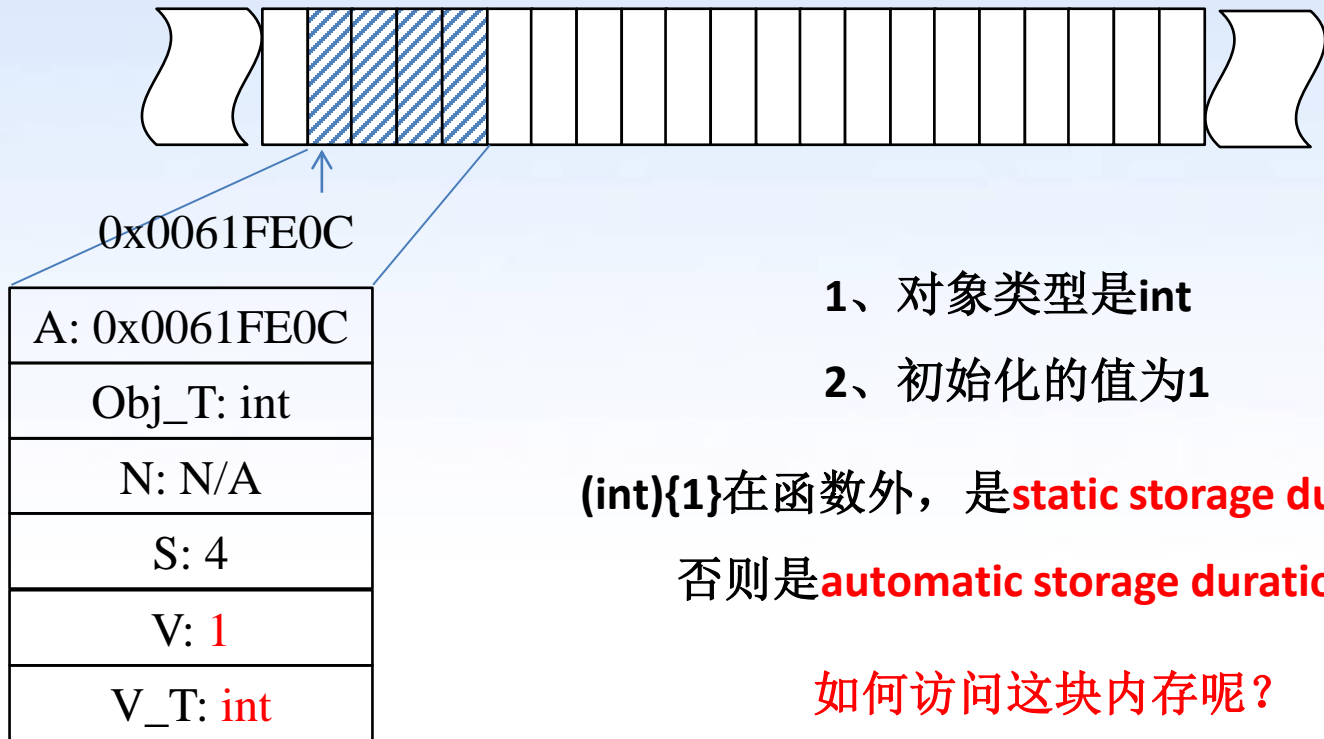 0x0061FE0C
A: 0x0061FE0C
Obj_T: int
N: N/A
S: 4
V: 1
V_T: int
1、对象类型是int
2、初始化的值为1
(int){1}在函数外，是static storage du
否则是automatic storage duratio
如何访问这块内存呢？